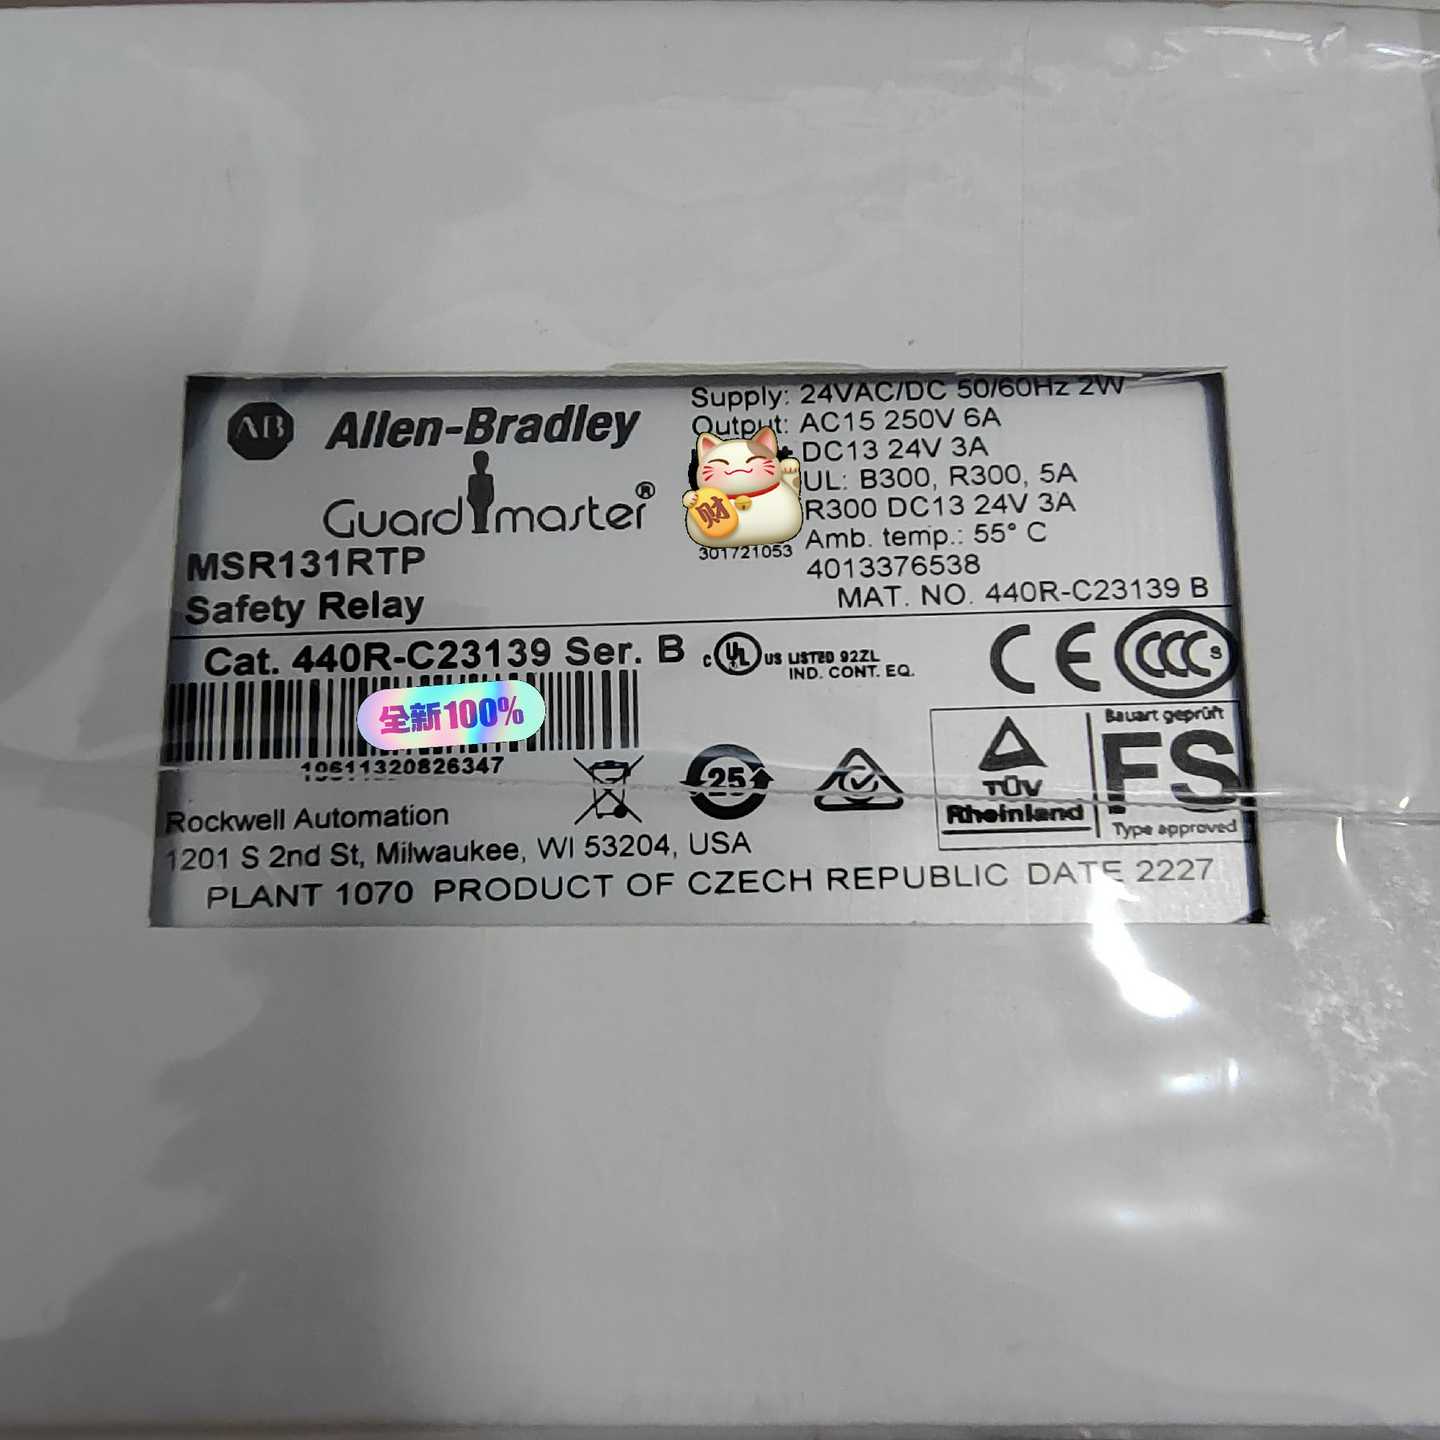 AB Allen-Bradley
Guardmaster®
MSR131RTP
Safety Relay
Supply: 24VAC/DC 50/60Hz 2W
Output: AC15 250V 6A
DC13 24V 3A
UL: B300, R300, 5A
R300 DC13 24V 3A
Amb. temp.: 55° C
财
301721053
4013376538
MAT. NO. 440R-C23139 B
Cat. 440R-C23139 Ser. B
c UL US LISTED 92ZL
IND. CONT. EQ.
CE CCC S
全新100%
10611320826347
25
TÜV
Rheinland
Bauart geprüft
FS
Type approved
Rockwell Automation
1201 S 2nd St, Milwaukee, WI 53204, USA
PLANT 1070 PRODUCT OF CZECH REPUBLIC DATE 2227